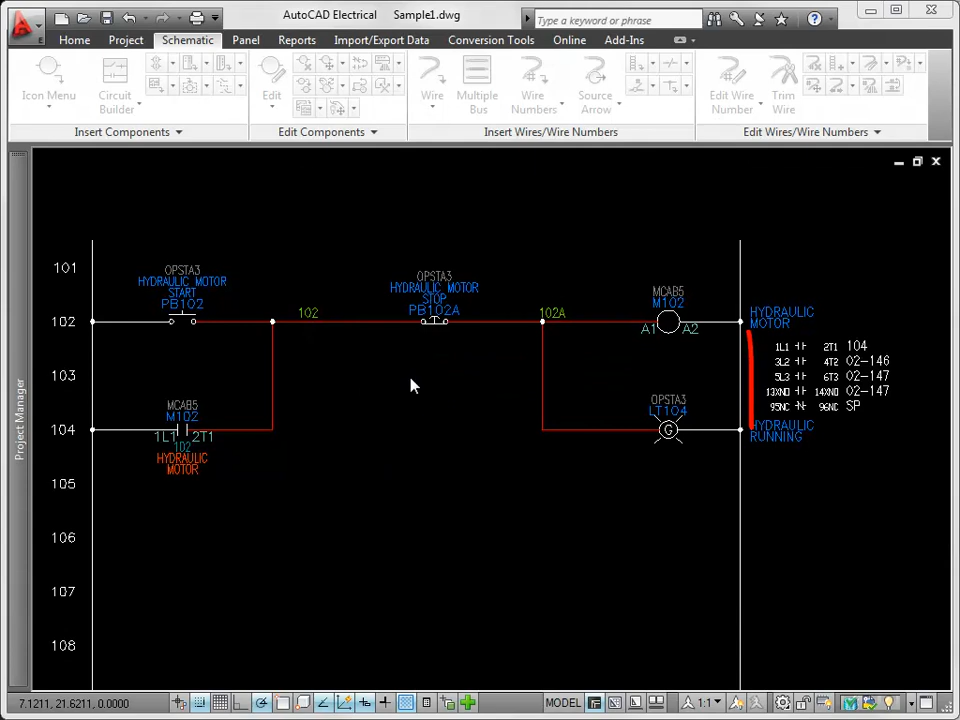 AutoCAD Electrical Sample1.dwg
Type a keyword or phrase
Home Project Schematic Panel Reports Import/Export Data Conversion Tools Online Add-Ins
Icon Menu
Circuit Builder
Edit
Wire
Multiple Bus
Wire Numbers
Source Arrow
Edit Wire Number
Trim Wire
Insert Components
Edit Components
Insert Wires/Wire Numbers
Edit Wires/Wire Numbers
Project Manager
101
OPSTA3
HYDRAULIC MOTOR
START
PB102
102
102
OPSTA3
HYDRAULIC MOTOR
STOP
PB102A
102A
MCAB5
M102
A1 A2
HYDRAULIC
MOTOR
1L1 2T1 104
3L2 4T2 02-146
5L3 6T3 02-147
13XNO 14XNO 02-147
95NC 96NC SP
103
104
MCAB5
M102
1L1 2T1
102
HYDRAULIC
MOTOR
OPSTA3
LT104
G
HYDRAULIC
RUNNING
105
106
107
108
7.1211, 21.6211, 0.0000
MODEL
1:1